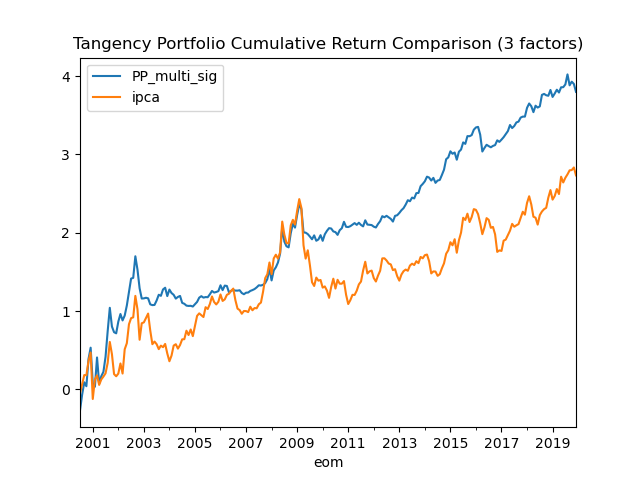 Tangency Portfolio Cumulative Return Comparison (3 factors)
PP_multi_sig
ipca
4
3
2
1
0
2001 2003 2005 2007 2009 2011 2013 2015 2017 2019
eom